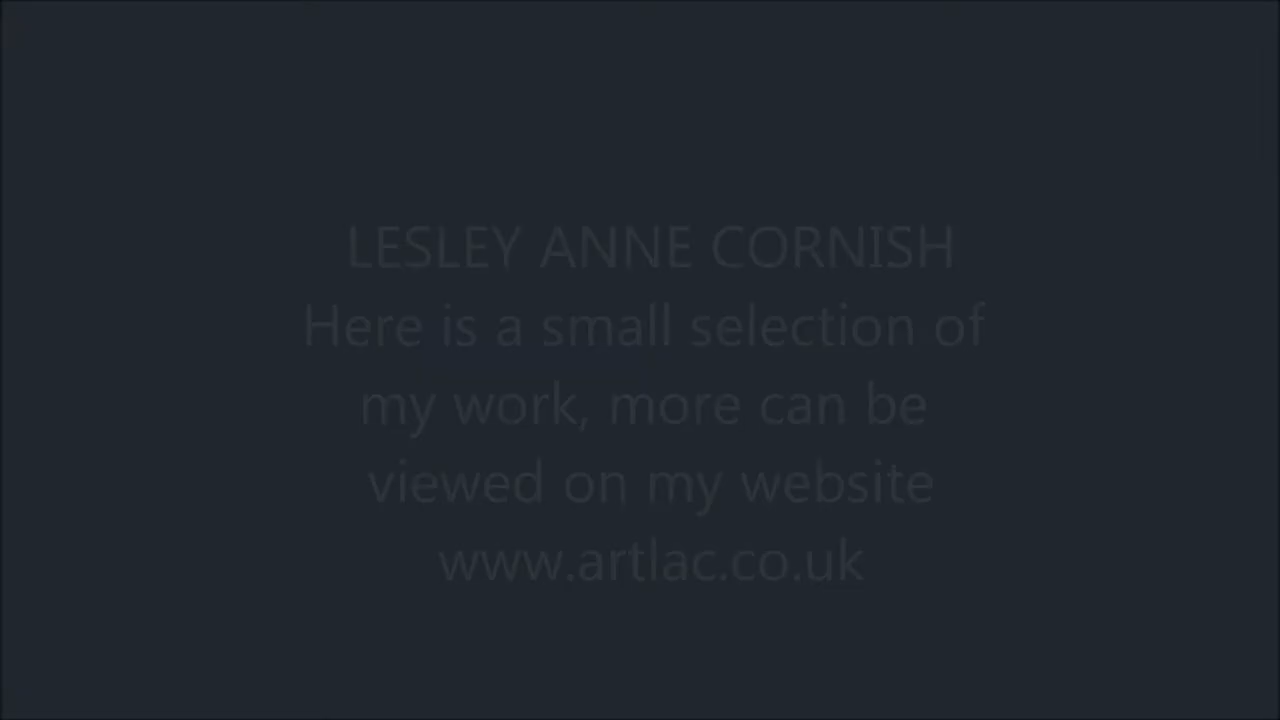 LESLEY ANNE CORNISH
Here is a small selection of
my work, more can be
viewed on my website
www.artlac.co.uk